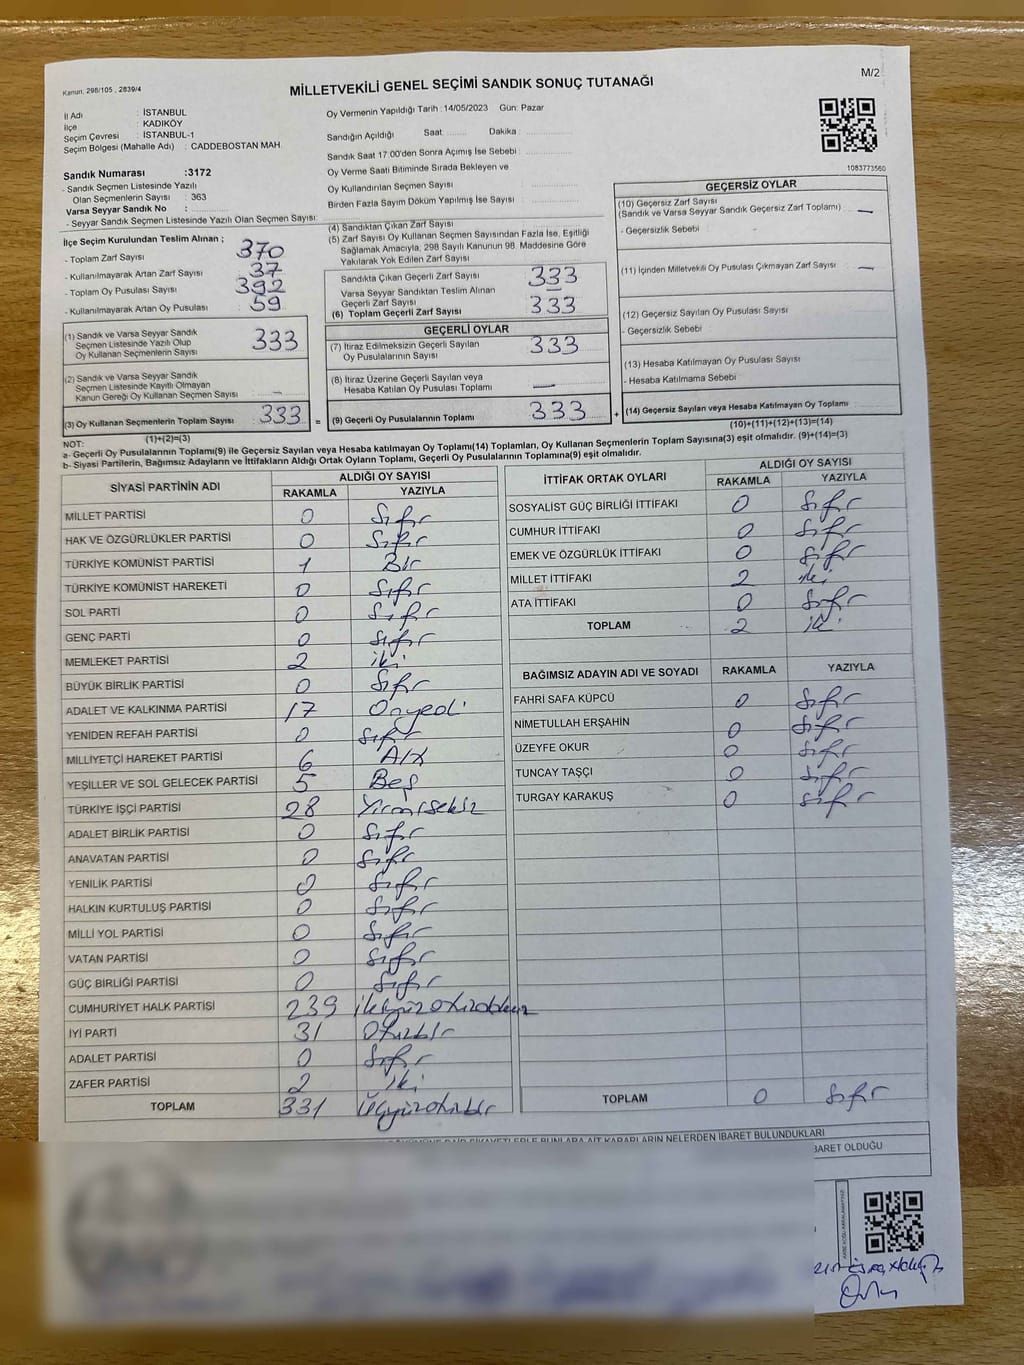 Kanun, 298/105 , 2839/4
MİLLETVEKİLİ GENEL SEÇİMİ SANDIK SONUÇ TUTANAĞI
M/2
İl Adı : İSTANBUL
İlçe : KADIKÖY
Seçim Çevresi : İSTANBUL-1
Seçim Bölgesi (Mahalle Adı) : CADDEBOSTAN MAH.
Sandık Numarası :3172
- Sandık Seçmen Listesinde Yazılı
Olan Seçmenlerin Sayısı : 363
Varsa Seyyar Sandık No :
- Seyyar Sandık Seçmen Listesinde Yazılı Olan Seçmen Sayısı:
Oy Vermenin Yapıldığı Tarih : 14/05/2023 Gün: Pazar
Sandığın Açıldığı Saat Dakika :
Sandık Saat 17:00'den Sonra Açılmış İse Sebebi :
Oy Verme Saati Bitiminde Sırada Bekleyen ve
Oy Kullandırılan Seçmen Sayısı :
Birden Fazla Sayım Döküm Yapılmış İse Sayısı :
1083773560
İlçe Seçim Kurulundan Teslim Alınan ;
- Toplam Zarf Sayısı 370
- Kullanılmayarak Artan Zarf Sayısı 37
- Toplam Oy Pusulası Sayısı 392
- Kullanılmayarak Artan Oy Pusulası 59
(1) Sandık ve Varsa Seyyar Sandık
Seçmen Listesinde Yazılı Olup
Oy Kullanan Seçmenlerin Sayısı 333
(2) Sandık ve Varsa Seyyar Sandık
Seçmen Listesinde Kayıtlı Olmayan
Kanun Gereği Oy Kullanan Seçmen Sayısı : —
(3) Oy Kullanan Seçmenlerin Toplam Sayısı : 333 =
(1)+(2)=(3)
(4) Sandıktan Çıkan Zarf Sayısı
(5) Zarf Sayısı Oy Kullanan Seçmen Sayısından Fazla İse, Eşitliği
Sağlamak Amacıyla, 298 Sayılı Kanunun 98. Maddesine Göre
Yakılarak Yok Edilen Zarf Sayısı
Sandıkta Çıkan Geçerli Zarf Sayısı 333
Varsa Seyyar Sandıktan Teslim Alınan
Geçerli Zarf Sayısı
(6) Toplam Geçerli Zarf Sayısı 333
GEÇERLİ OYLAR
(7) İtiraz Edilmeksizin Geçerli Sayılan
Oy Pusulalarının Sayısı 333
(8) İtiraz Üzerine Geçerli Sayılan veya
Hesaba Katılan Oy Pusulası Toplamı —
(9) Geçerli Oy Pusulalarının Toplamı 333 +
GEÇERSİZ OYLAR
(10) Geçersiz Zarf Sayısı
(Sandık ve Varsa Seyyar Sandık Geçersiz Zarf Toplamı) —
- Geçersizlik Sebebi :
(11) İçinden Milletvekili Oy Pusulası Çıkmayan Zarf Sayısı —
(12) Geçersiz Sayılan Oy Pusulası Sayısı
- Geçersizlik Sebebi
(13) Hesaba Katılmayan Oy Pusulası Sayısı
- Hesaba Katılmama Sebebi
(14) Geçersiz Sayılan veya Hesaba Katılmayan Oy Toplamı
(10)+(11)+(12)+(13)=(14)
NOT:
a- Geçerli Oy Pusulalarının Toplamı(9) ile Geçersiz Sayılan veya Hesaba katılmayan Oy Toplamı(14) Toplamları, Oy Kullanan Seçmenlerin Toplam Sayısına(3) eşit olmalıdır. (9)+(14)=(3)
b- Siyasi Partilerin, Bağımsız Adayların ve İttifakların Aldığı Ortak Oyların Toplamı, Geçerli Oy Pusulalarının Toplamına(9) eşit olmalıdır.
SİYASİ PARTİNİN ADI ALDIĞI OY SAYISI
RAKAMLA YAZIYLA
MİLLET PARTİSİ 0 Sıfır
HAK VE ÖZGÜRLÜKLER PARTİSİ 0 Sıfır
TÜRKİYE KOMÜNİST PARTİSİ 1 Bir
TÜRKİYE KOMÜNİST HAREKETİ 0 Sıfır
SOL PARTİ 0 Sıfır
GENÇ PARTİ 0 Sıfır
MEMLEKET PARTİSİ 2 iki
BÜYÜK BİRLİK PARTİSİ 0 Sıfır
ADALET VE KALKINMA PARTİSİ 17 Onyedi
YENİDEN REFAH PARTİSİ 0 Sıfır
MİLLİYETÇİ HAREKET PARTİSİ 6 Altı
YEŞİLLER VE SOL GELECEK PARTİSİ 5 Beş
TÜRKİYE İŞÇİ PARTİSİ 28 Yirmisekiz
ADALET BİRLİK PARTİSİ 0 Sıfır
ANAVATAN PARTİSİ 0 Sıfır
YENİLİK PARTİSİ 0 Sıfır
HALKIN KURTULUŞ PARTİSİ 0 Sıfır
MİLLİ YOL PARTİSİ 0 Sıfır
VATAN PARTİSİ 0 Sıfır
GÜÇ BİRLİĞİ PARTİSİ 0 Sıfır
CUMHURİYET HALK PARTİSİ 239 ikiyüzotuzdokuz
İYİ PARTİ 31 Otuzbir
ADALET PARTİSİ 0 Sıfır
ZAFER PARTİSİ 2 iki
TOPLAM 331 Üçyüzotuzbir
İTTİFAK ORTAK OYLARI ALDIĞI OY SAYISI
RAKAMLA YAZIYLA
SOSYALİST GÜÇ BİRLİĞİ İTTİFAKI 0 Sıfır
CUMHUR İTTİFAKI 0 Sıfır
EMEK VE ÖZGÜRLÜK İTTİFAKI 0 Sıfır
MİLLET İTTİFAKI 2 iki
ATA İTTİFAKI 0 Sıfır
TOPLAM 2 iki
BAĞIMSIZ ADAYIN ADI VE SOYADI RAKAMLA YAZIYLA
FAHRİ SAFA KÜPCÜ 0 Sıfır
NİMETULLAH ERŞAHİN 0 Sıfır
ÜZEYFE OKUR 0 Sıfır
TUNCAY TAŞÇI 0 Sıfır
TURGAY KARAKUŞ 0 Sıfır
TOPLAM 0 Sıfır
NELERDEN İBARET BULUNDUKLARI
İBARET OLDUĞU